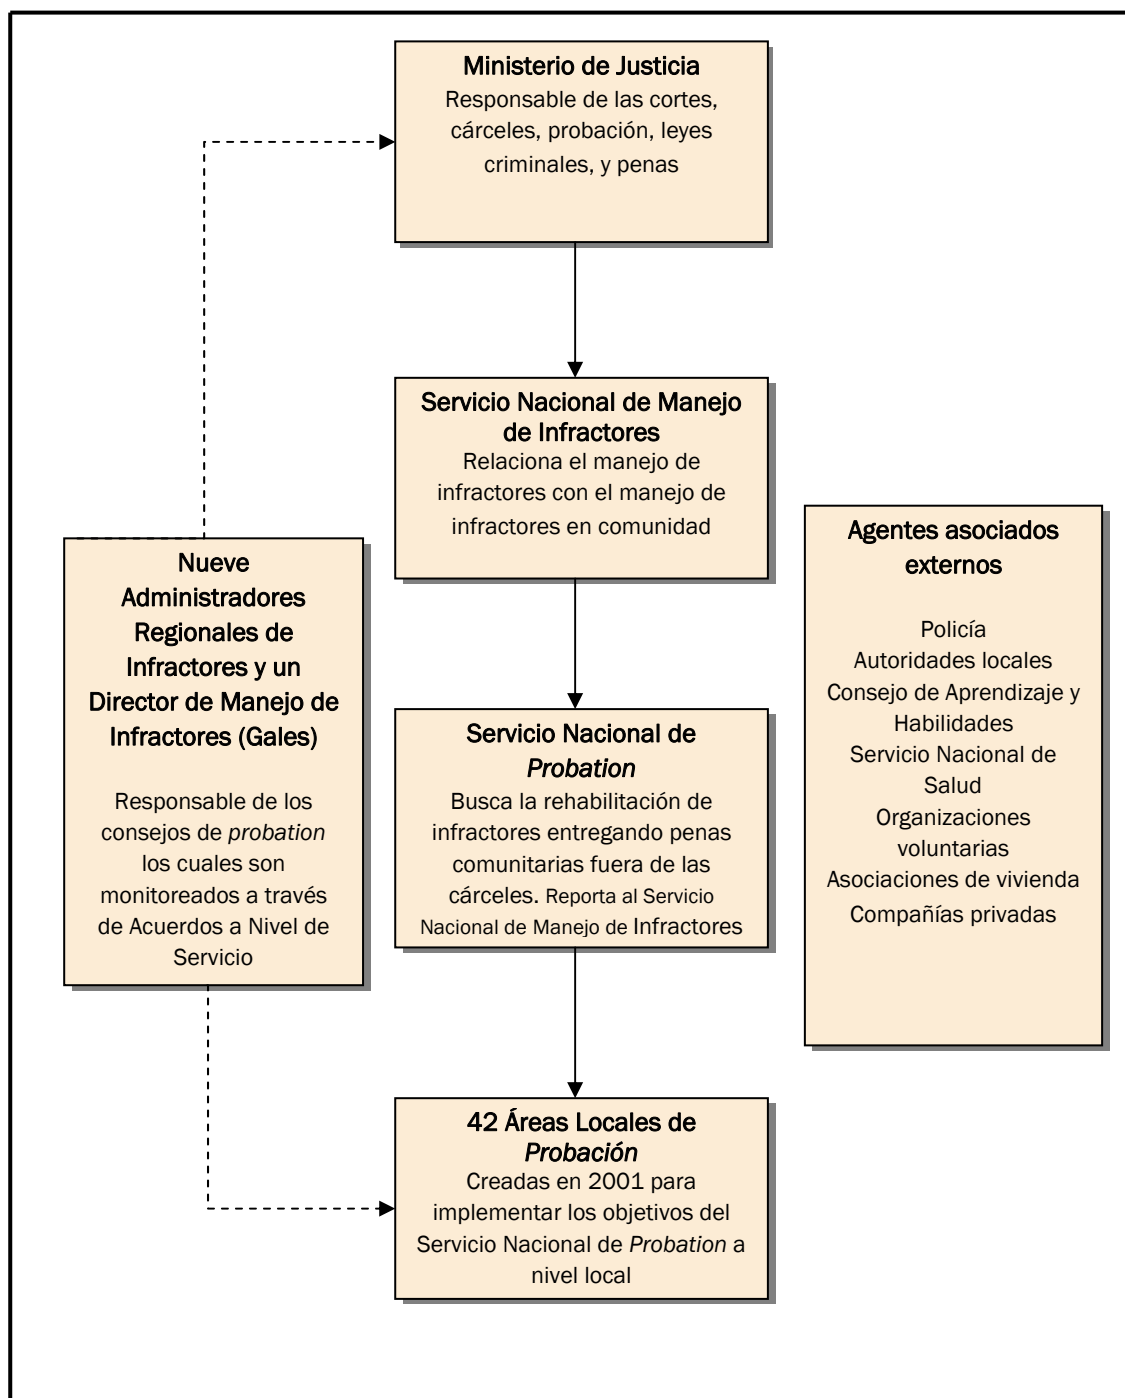 Ministerio de Justicia
Responsable de las cortes,
cárceles, probación, leyes
criminales, y penas
Servicio Nacional de Manejo
de Infractores
Relaciona el manejo de
infractores con el manejo de
infractores en comunidad
Nueve
Administradores
Regionales de
Infractores y un
Director de Manejo de
Infractores (Gales)
Responsable de los
consejos de probation
los cuales son
monitoreados a través
de Acuerdos a Nivel de
Servicio
Servicio Nacional de
Probation
Busca la rehabilitación de
infractores entregando penas
comunitarias fuera de las
cárceles. Reporta al Servicio
Nacional de Manejo de Infractores
Agentes asociados
externos
Policía
Autoridades locales
Consejo de Aprendizaje y
Habilidades
Servicio Nacional de
Salud
Organizaciones
voluntarias
Asociaciones de vivienda
Compañías privadas
42 Áreas Locales de
Probación
Creadas en 2001 para
implementar los objetivos del
Servicio Nacional de Probation a
nivel local